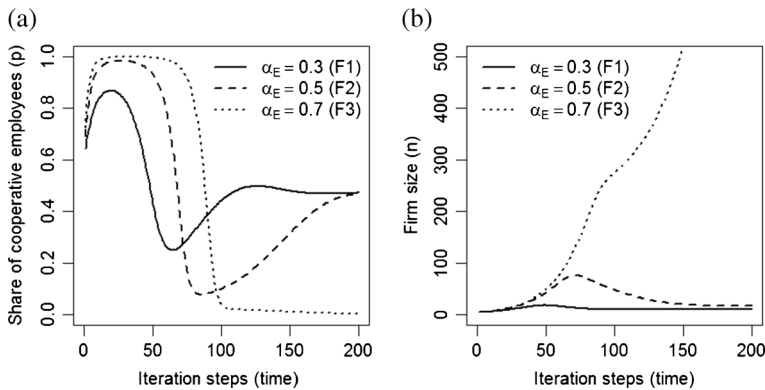 (a)
Share of cooperative employees (p)
1.0
0.8
0.6
0.4
0.2
0.0
αE = 0.3 (F1)
αE = 0.5 (F2)
αE = 0.7 (F3)
0 50 100 150 200
Iteration steps (time)
(b)
Firm size (n)
500
400
300
200
100
0
αE = 0.3 (F1)
αE = 0.5 (F2)
αE = 0.7 (F3)
0 50 100 150 200
Iteration steps (time)